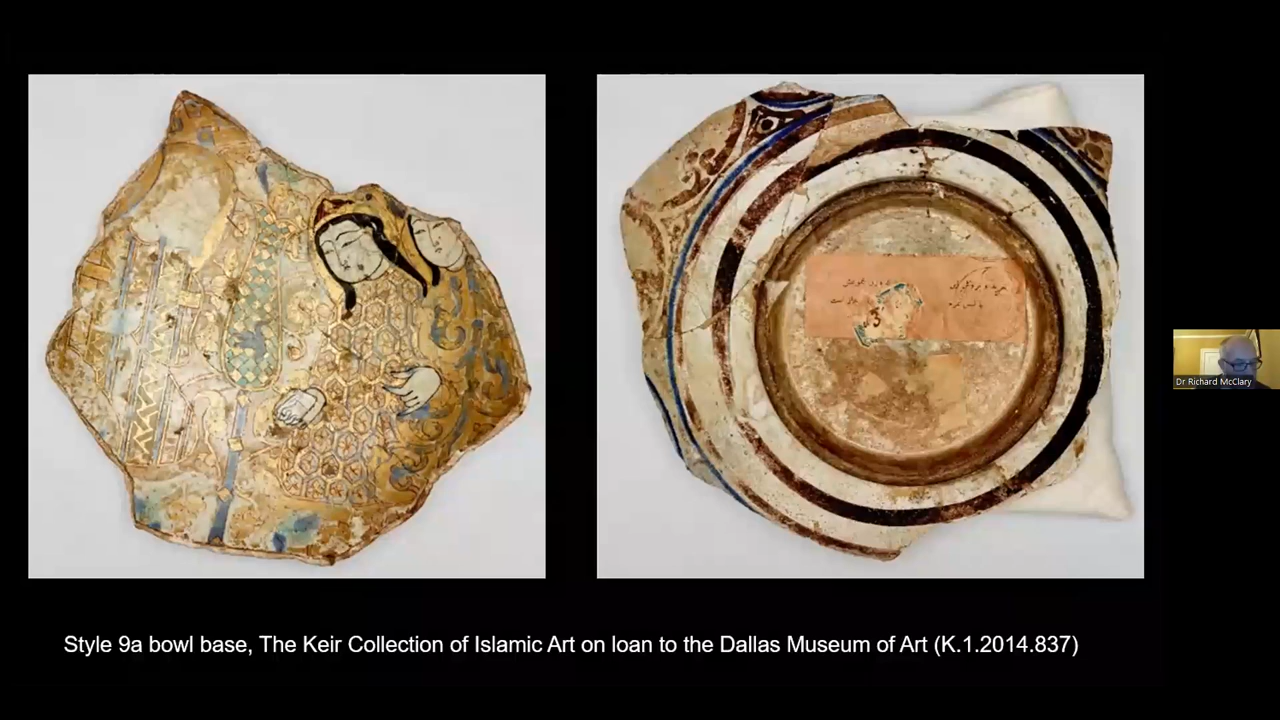 Style 9a bowl base, The Keir Collection of Islamic Art on loan to the Dallas Museum of Art (K.1.2014.837)
Dr Richard McClary